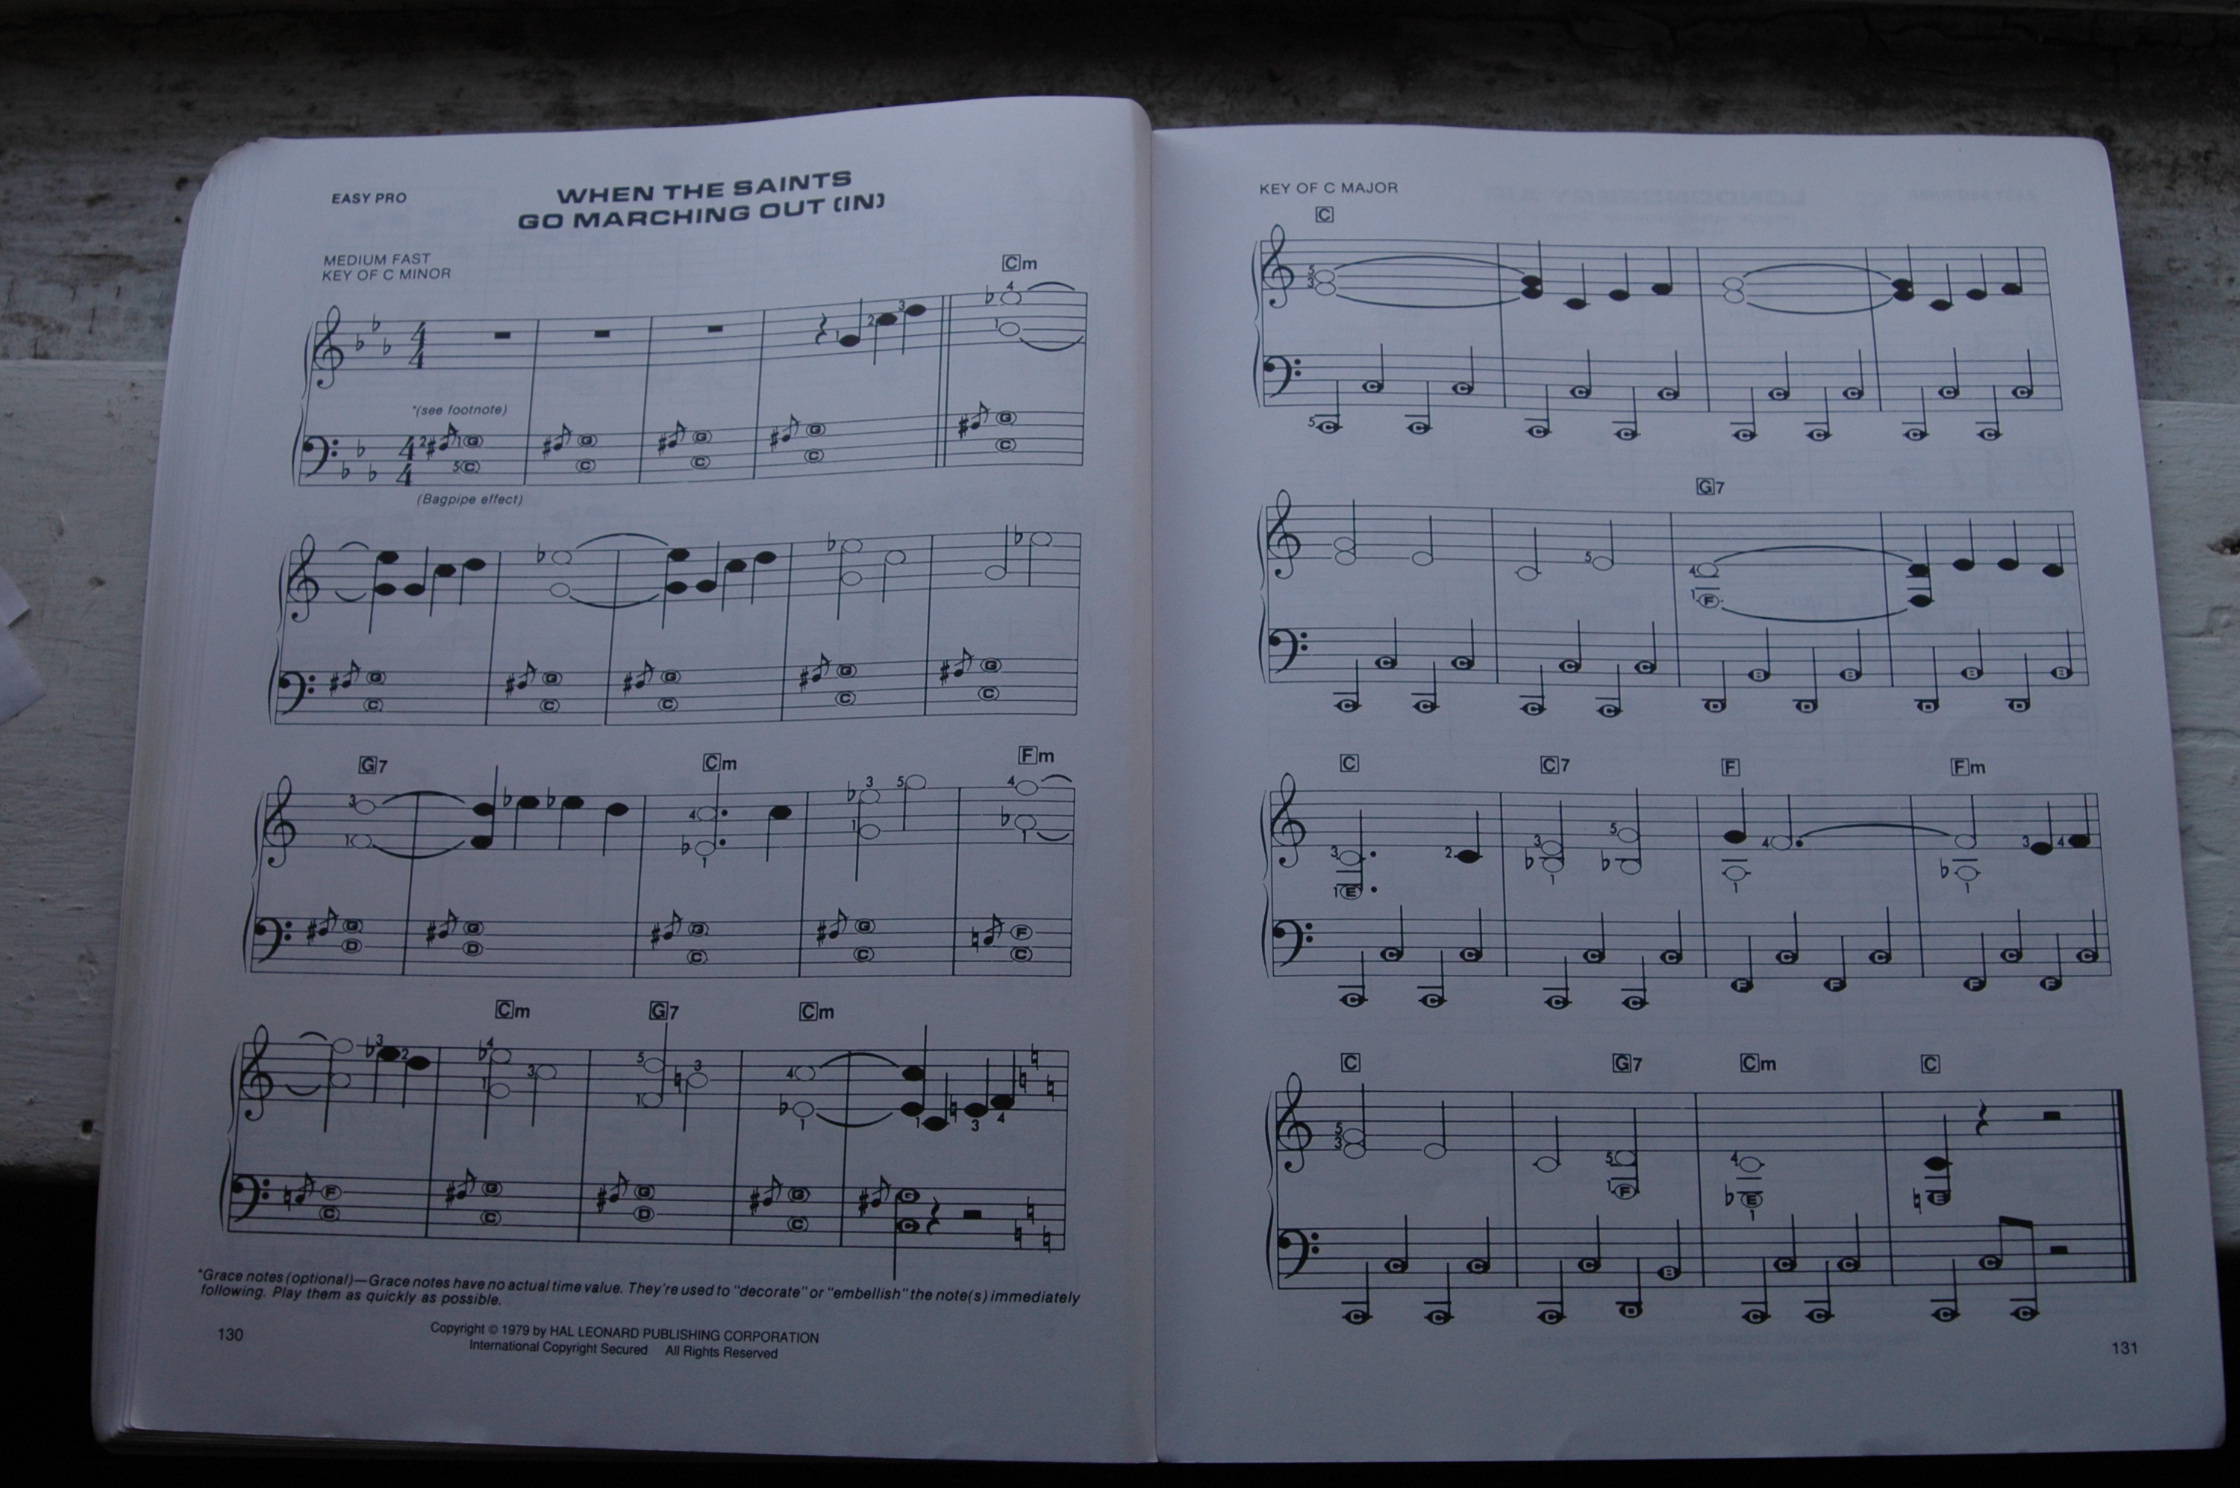 EASY PRO
WHEN THE SAINTS
GO MARCHING OUT (IN)
MEDIUM FAST
KEY OF C MINOR
Cm
*(see footnote)
(Bagpipe effect)
G7 Cm Fm
Cm G7 Cm
*Grace notes (optional)—Grace notes have no actual time value. They're used to "decorate" or "embellish" the note(s) immediately
following. Play them as quickly as possible.
130
Copyright © 1979 by HAL LEONARD PUBLISHING CORPORATION
International Copyright Secured All Rights Reserved
KEY OF C MAJOR
C
G7
C C7 F Fm
C G7 Cm C
131